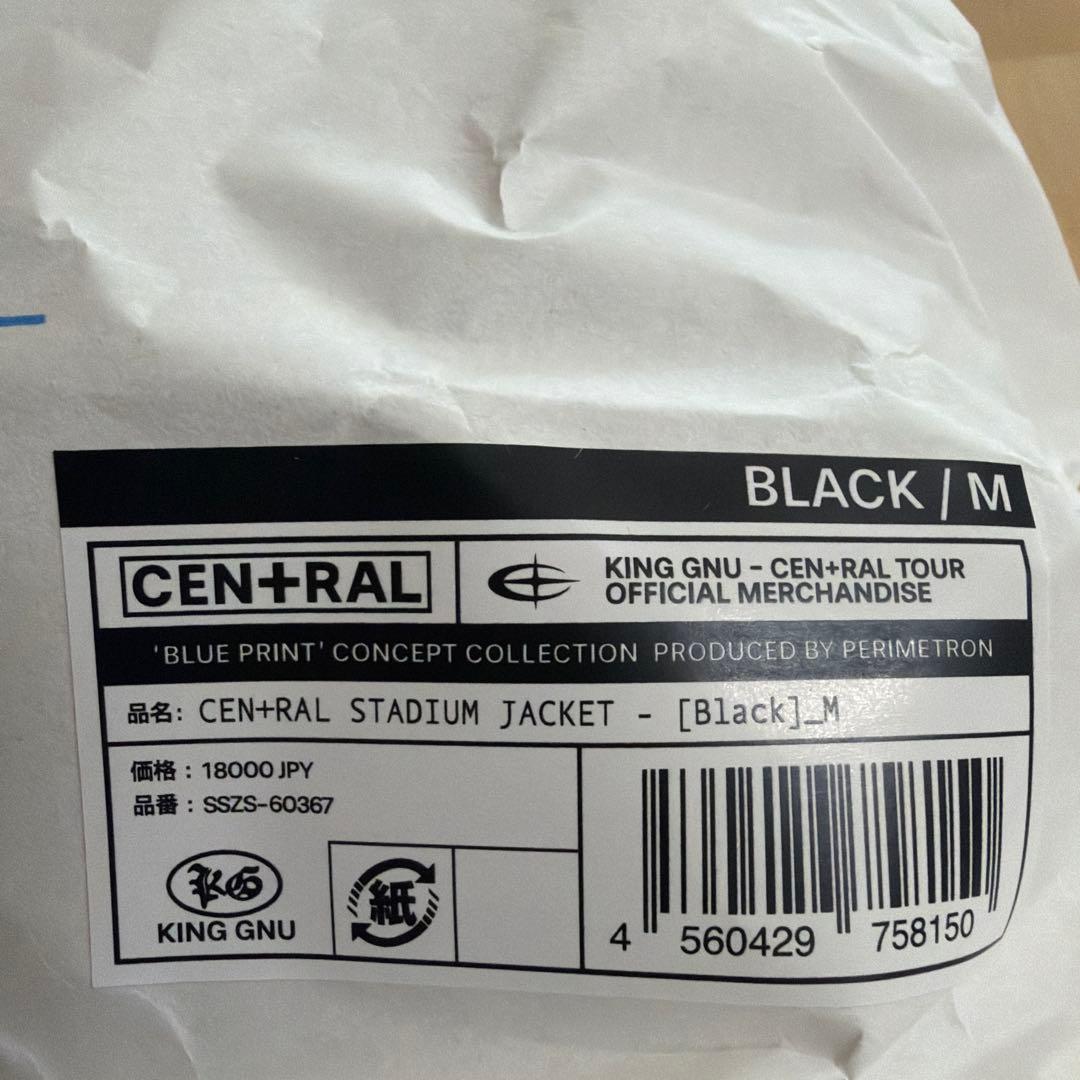 BLACK / M
CEN+RAL
KING GNU - CEN+RAL TOUR
OFFICIAL MERCHANDISE
'BLUE PRINT' CONCEPT COLLECTION PRODUCED BY PERIMETRON
品名: CEN+RAL STADIUM JACKET - [Black]_M
価格 : 18000 JPY
品番 : SSZS-60367
KG
KING GNU
紙
4 560429 758150